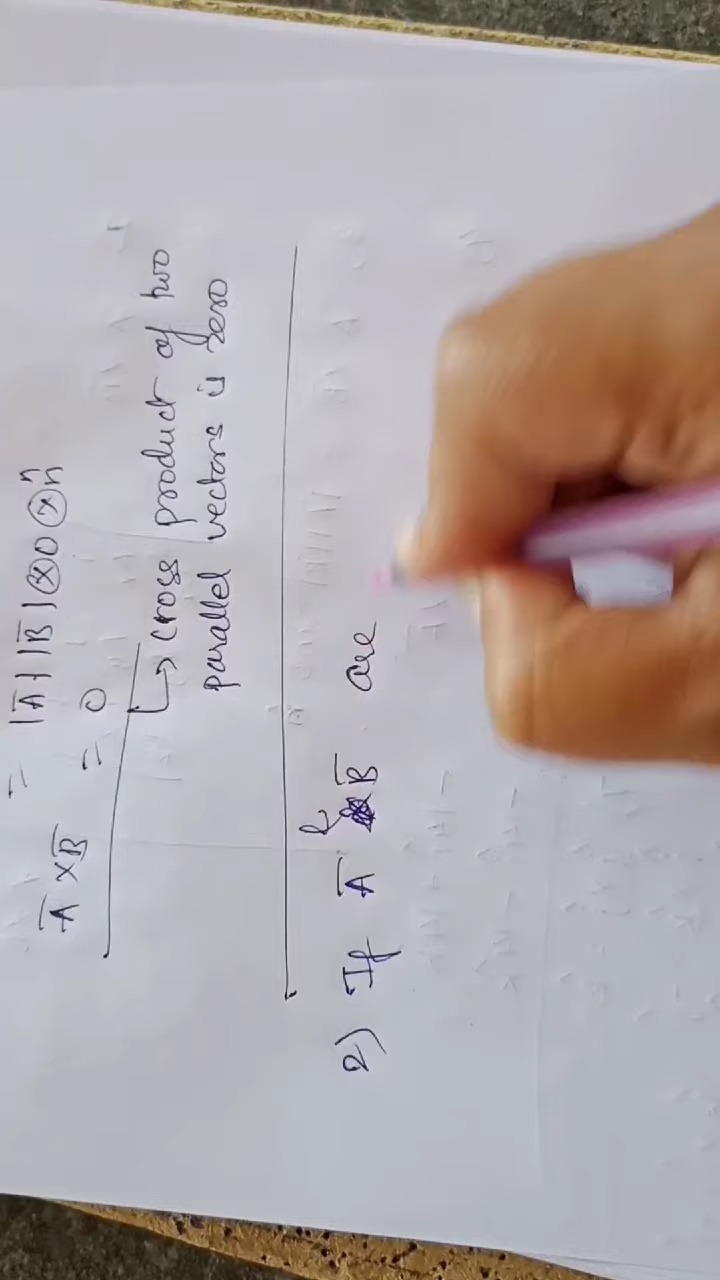 = |A̅||B̅| ⊗ 0 ⊗ n̂
A̅ × B̅ = 0
↳ cross product of two
parallel vectors is zero
2) If A̅ & B̅ are